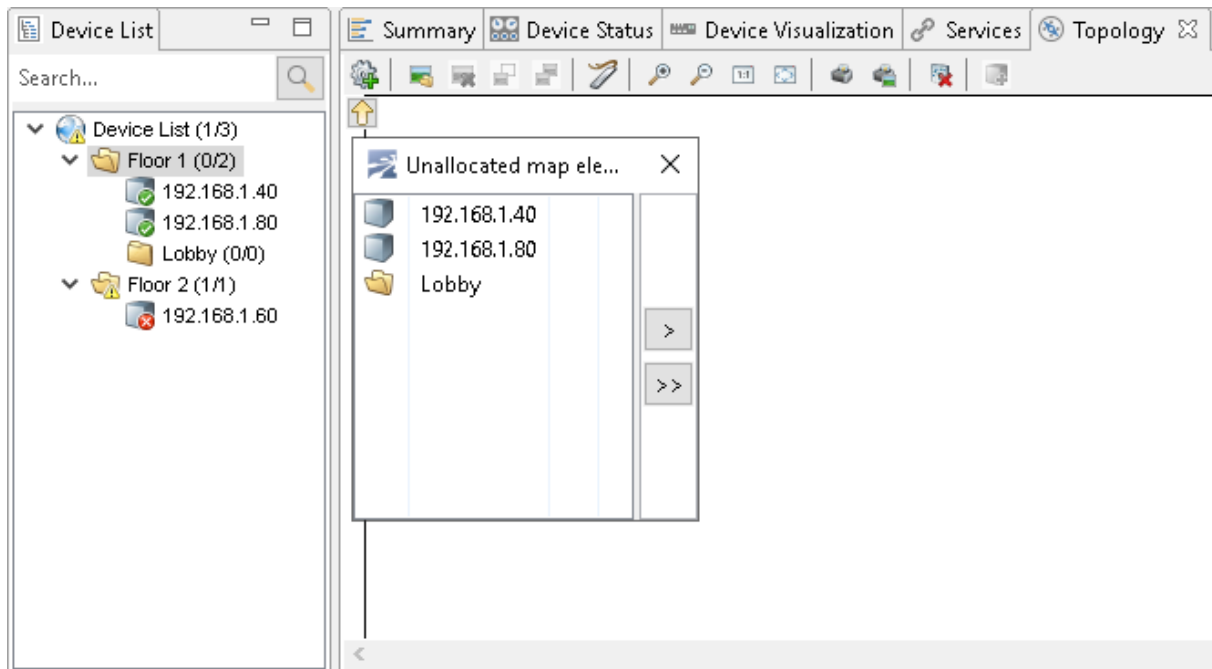 Device List
Search...
Device List (1/3)
Floor 1 (0/2)
192.168.1.40
192.168.1.80
Lobby (0/0)
Floor 2 (1/1)
192.168.1.60
Summary Device Status Device Visualization Services Topology
1:1
Unallocated map ele...
192.168.1.40
192.168.1.80
Lobby
>
>>